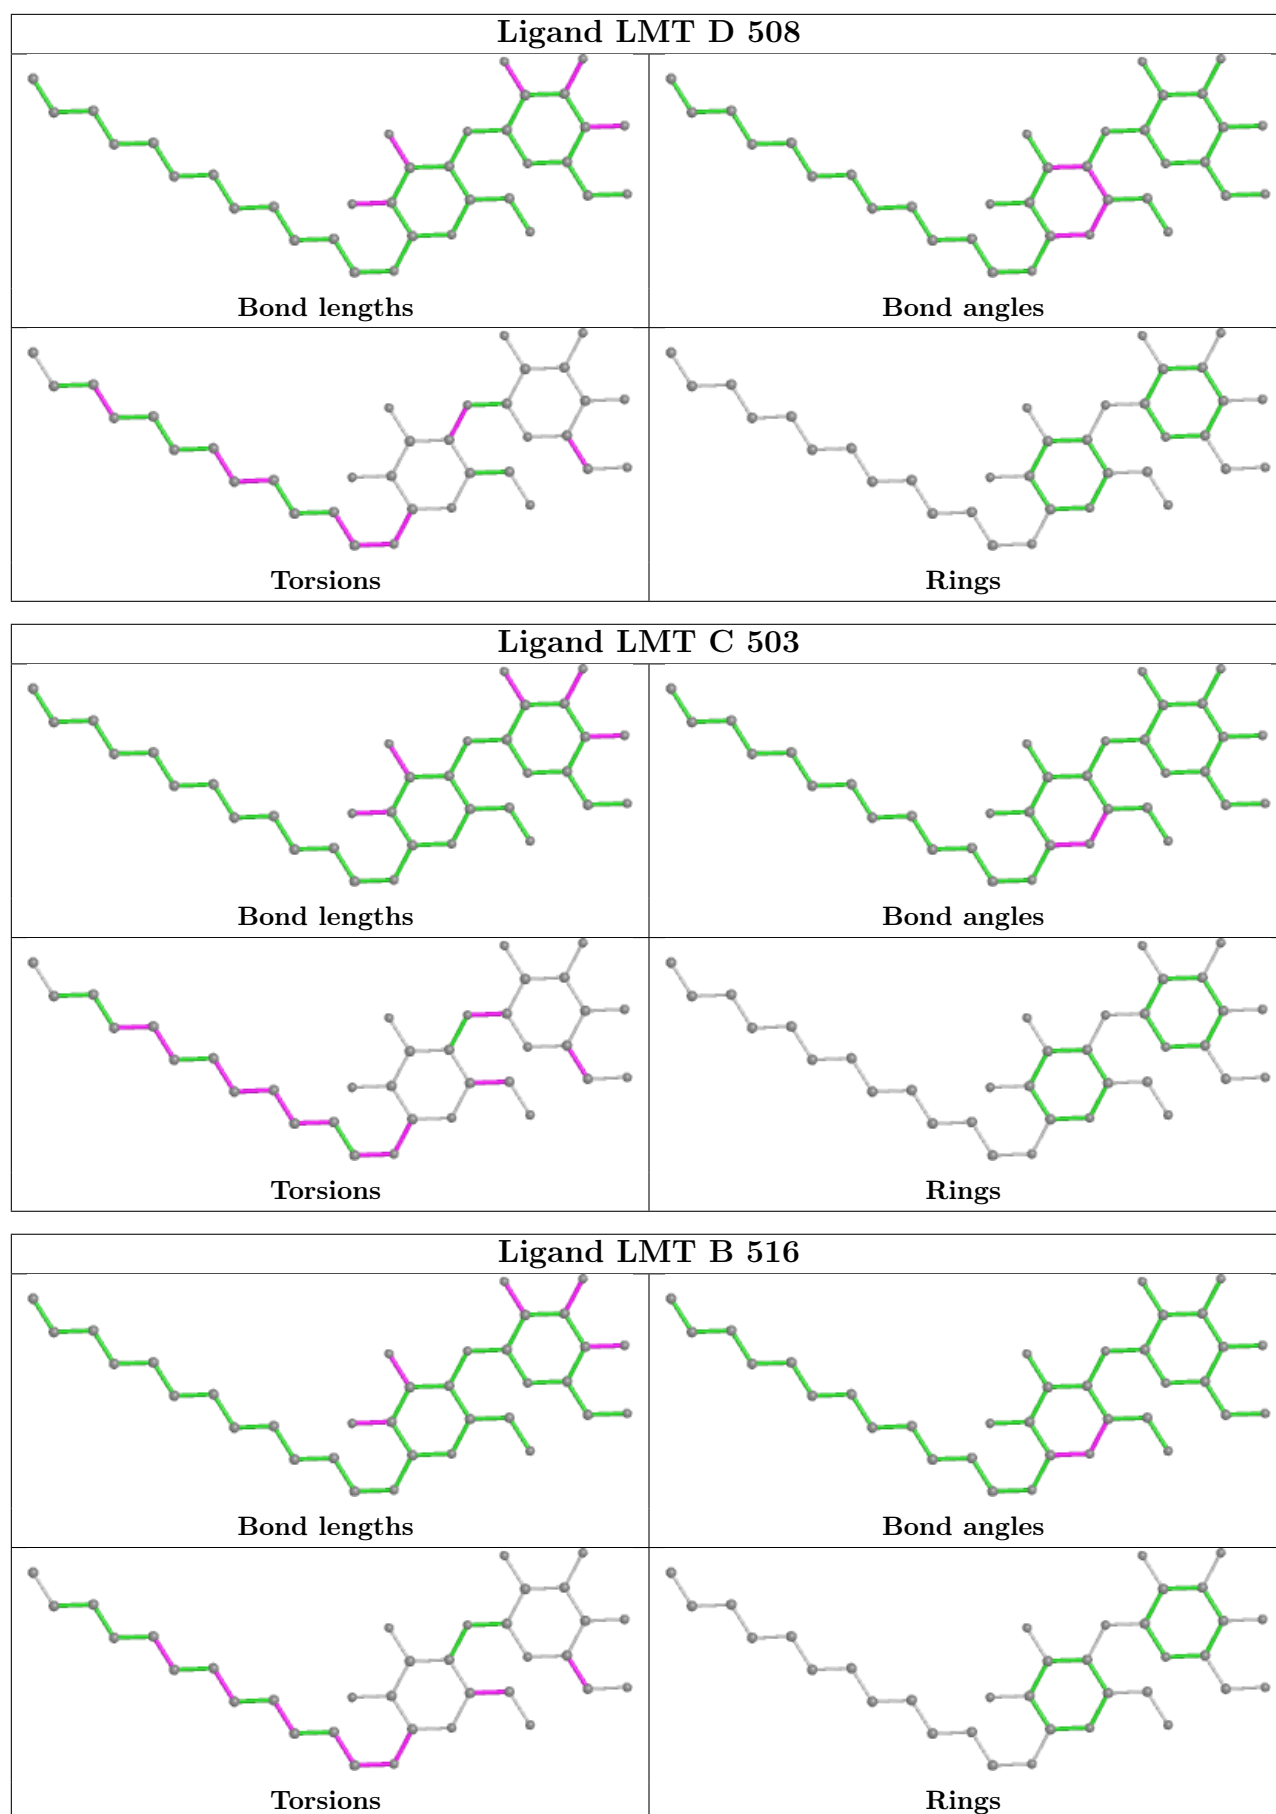 Ligand LMT D 508
Bond lengths
Bond angles
Torsions
Rings
Ligand LMT C 503
Bond lengths
Bond angles
Torsions
Rings
Ligand LMT B 516
Bond lengths
Bond angles
Torsions
Rings